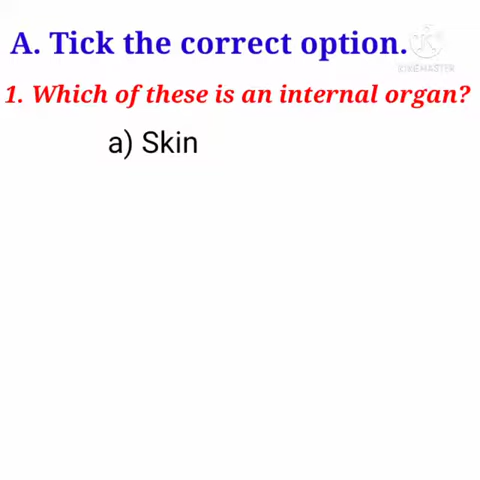 A. Tick the correct option.
KINEMASTER
1. Which of these is an internal organ?
a) Skin